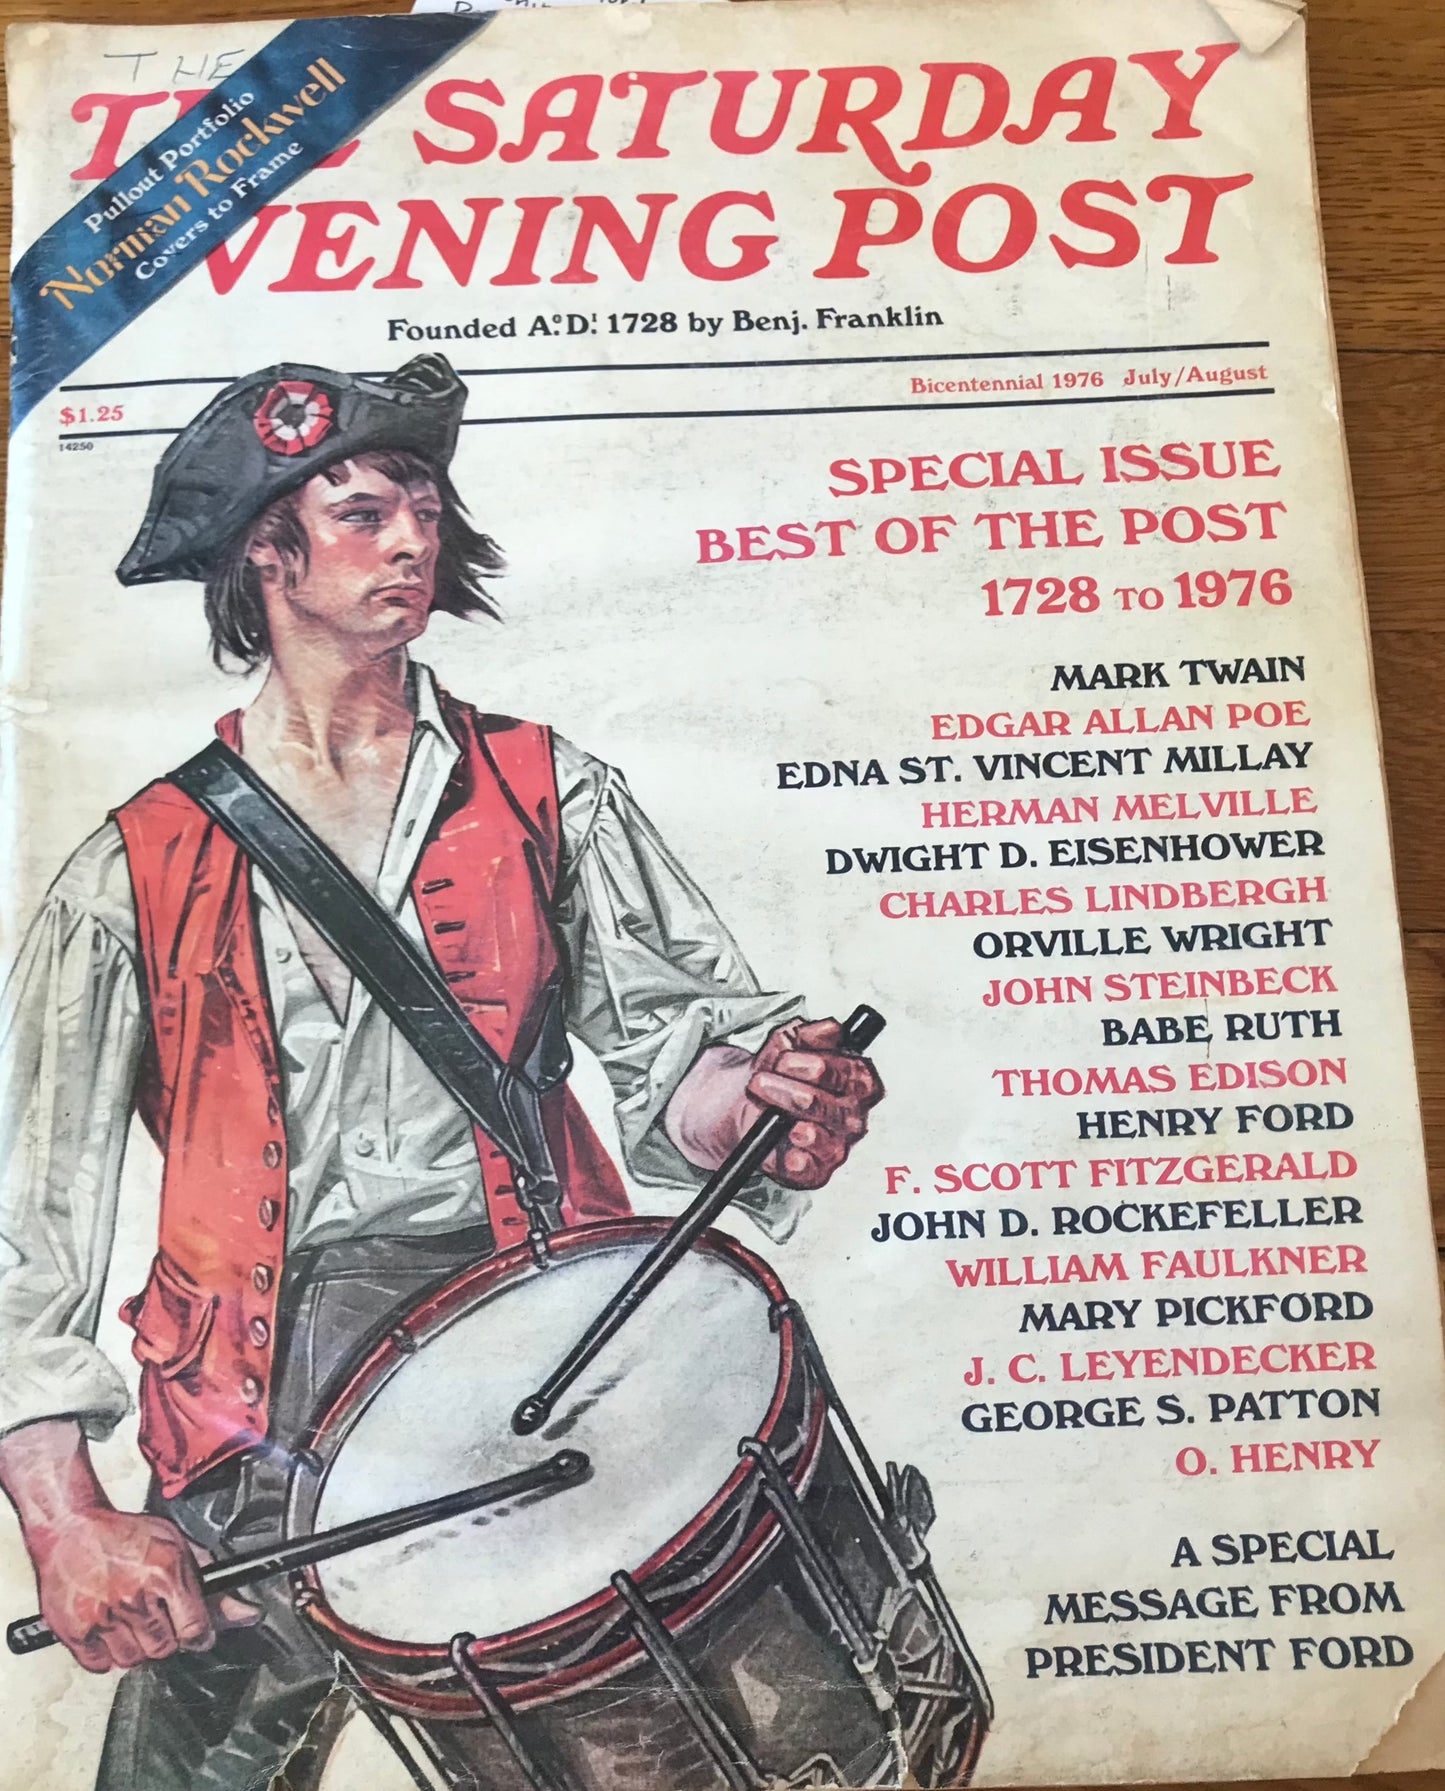 THE
Pullout Portfolio
Norman Rockwell
Covers to Frame
THE SATURDAY
EVENING POST
Founded A.º D.ⁱ 1728 by Benj. Franklin
Bicentennial 1976 July/August
$1.25
14250
SPECIAL ISSUE
BEST OF THE POST
1728 TO 1976
MARK TWAIN
EDGAR ALLAN POE
EDNA ST. VINCENT MILLAY
HERMAN MELVILLE
DWIGHT D. EISENHOWER
CHARLES LINDBERGH
ORVILLE WRIGHT
JOHN STEINBECK
BABE RUTH
THOMAS EDISON
HENRY FORD
F. SCOTT FITZGERALD
JOHN D. ROCKEFELLER
WILLIAM FAULKNER
MARY PICKFORD
J. C. LEYENDECKER
GEORGE S. PATTON
O. HENRY
A SPECIAL
MESSAGE FROM
PRESIDENT FORD